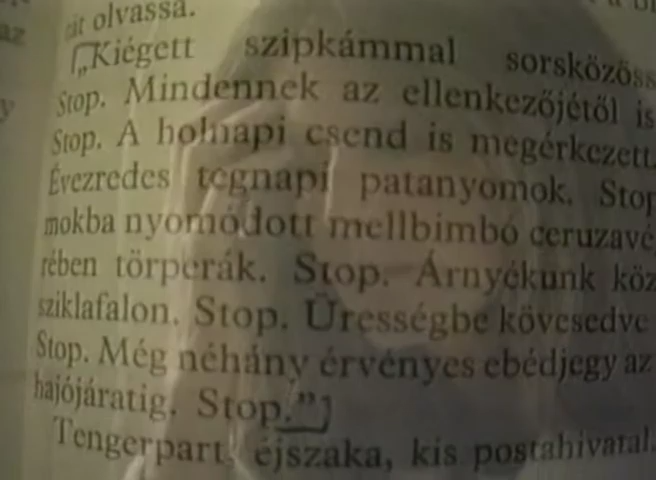 olvassa.
az
[„Kiégett szipkámmal sorsközöss
Stop. Mindennek az ellenkezőjétől is
Stop. A holnapi csend is megérkezett.
Évezredes tegnapi patanyomok. Stop
mokba nyomódott mellbimbó ceruzavé
rében törperák. Stop. Árnyékunk köz
sziklafalon. Stop. Ürességbe kövesedve
Stop. Még néhány érvényes ebédjegy az
hajójáratig. Stop.”]
Tengerpart, éjszaka, kis postahivatal.